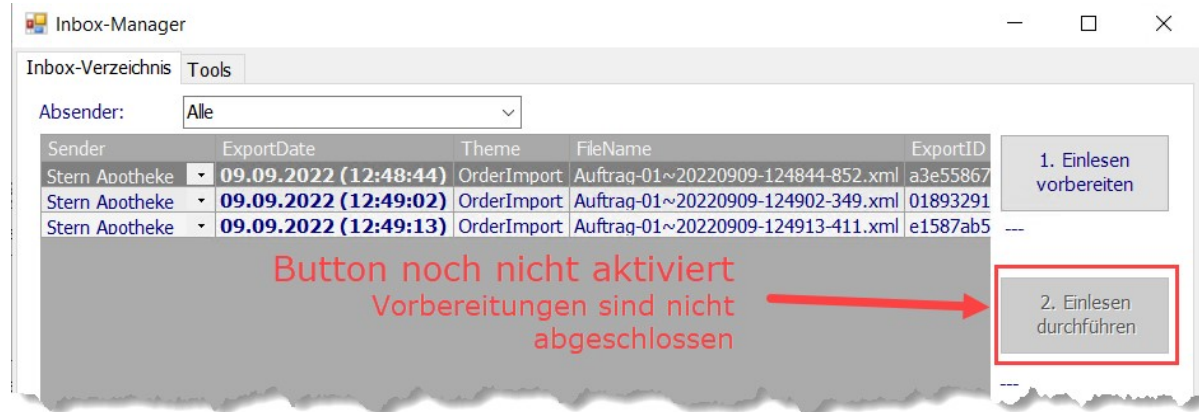 Inbox-Manager
Inbox-Verzeichnis Tools
Absender: Alle
Sender ExportDate Theme FileName ExportID
Stern Apotheke 09.09.2022 (12:48:44) OrderImport Auftrag-01~20220909-124844-852.xml a3e55867
Stern Apotheke 09.09.2022 (12:49:02) OrderImport Auftrag-01~20220909-124902-349.xml 01893291
Stern Apotheke 09.09.2022 (12:49:13) OrderImport Auftrag-01~20220909-124913-411.xml e1587ab5
1. Einlesen
vorbereiten
---
Button noch nicht aktiviert
Vorbereitungen sind nicht
abgeschlossen
2. Einlesen
durchführen
---